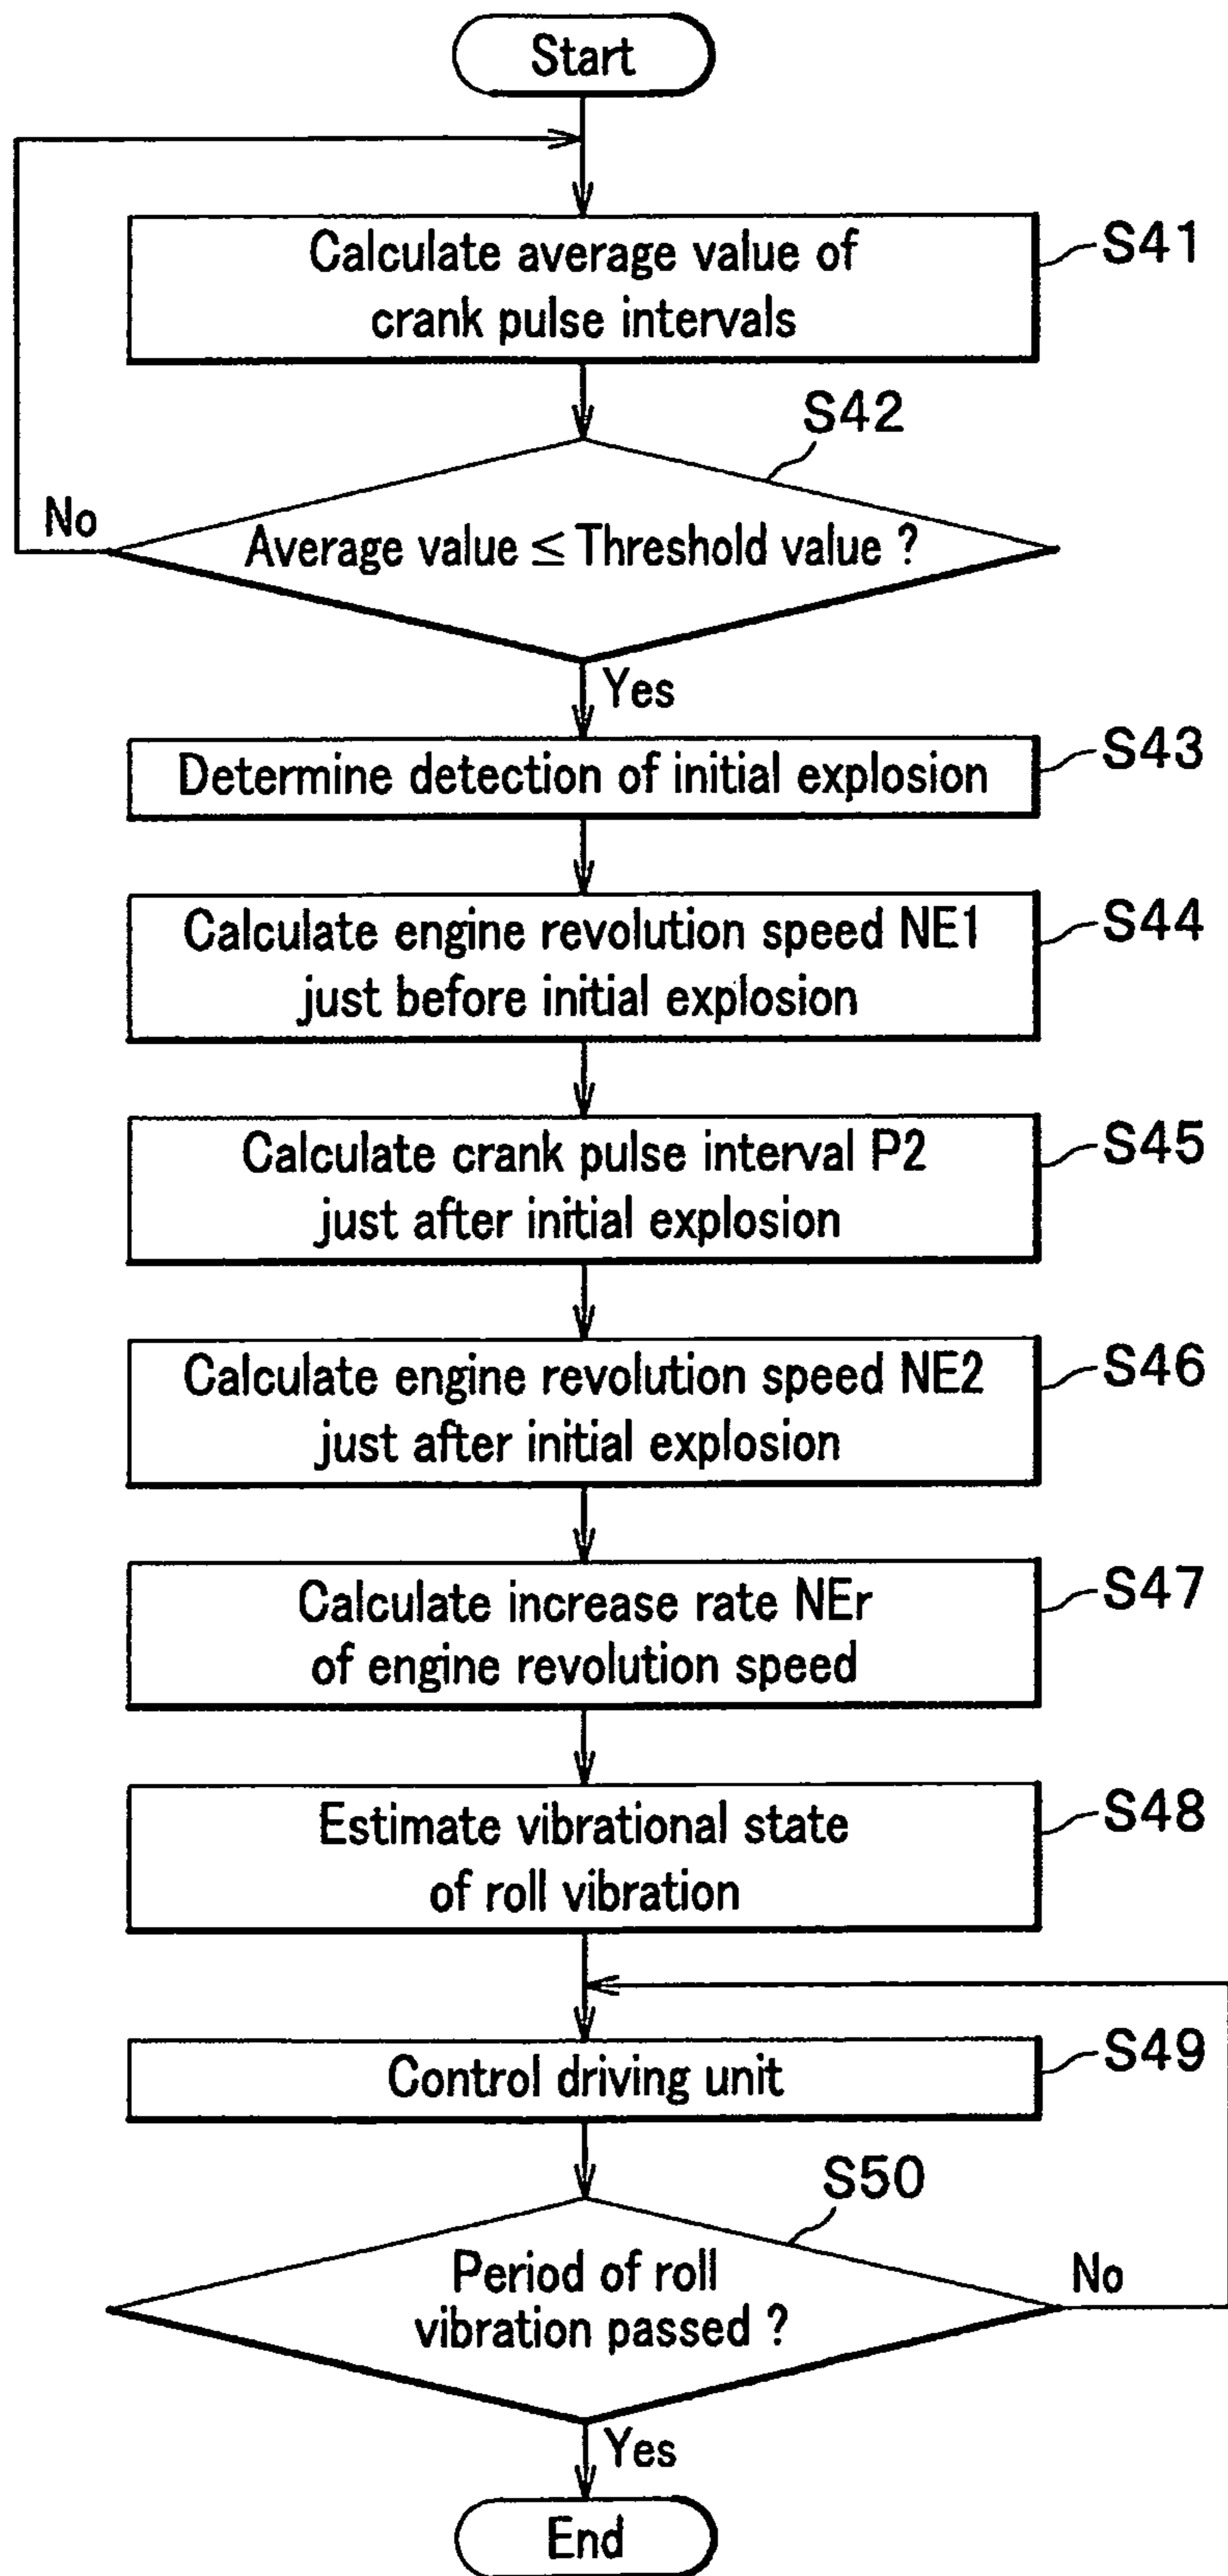 Start
Calculate average value of
crank pulse intervals
S41
S42
No
Average value ≤ Threshold value ?
Yes
Determine detection of initial explosion
S43
Calculate engine revolution speed NE1
just before initial explosion
S44
Calculate crank pulse interval P2
just after initial explosion
S45
Calculate engine revolution speed NE2
just after initial explosion
S46
Calculate increase rate NEr
of engine revolution speed
S47
Estimate vibrational state
of roll vibration
S48
Control driving unit
S49
S50
Period of roll
vibration passed ?
No
Yes
End